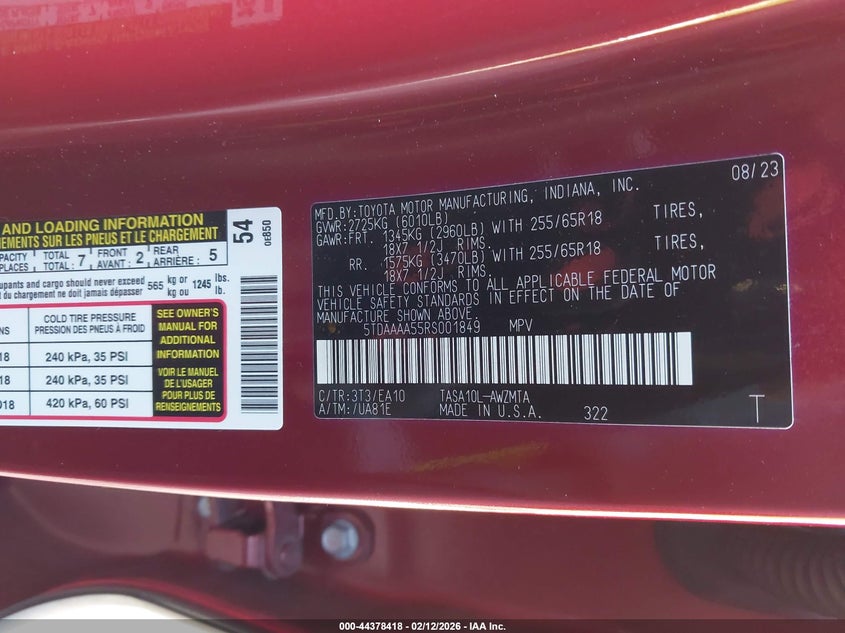 AND LOADING INFORMATION
NEMENTS SUR LES PNEUS ET LE CHARGEMENT
PACITY
PLACES
TOTAL
TOTAL : 7
FRONT
AVANT : 2
REAR
ARRIÈRE : 5
upants and cargo should never exceed
du chargement ne doit jamais dépasser
565 kg or
kg ou
1245 lbs.
lb.
COLD TIRE PRESSURE
PRESSION DES PNEUS À FROID
240 kPa, 35 PSI
240 kPa, 35 PSI
420 kPa, 60 PSI
SEE OWNER'S
MANUAL FOR
ADDITIONAL
INFORMATION
VOIR LE MANUEL
DE L'USAGER
POUR PLUS DE
RENSEIGNEMENTS
54
0E850
08/23
MFD.BY:TOYOTA MOTOR MANUFACTURING, INDIANA, INC.
GVWR:2725KG (6010LB)
GAWR:FRT. 1345KG (2960LB) WITH 255/65R18 TIRES,
18X7 1/2J RIMS.
RR. 1575KG (3470LB) WITH 255/65R18 TIRES,
18X7 1/2J RIMS.
THIS VEHICLE CONFORMS TO ALL APPLICABLE FEDERAL MOTOR
VEHICLE SAFETY STANDARDS IN EFFECT ON THE DATE OF
MANUFACTURE SHOWN ABOVE.
5TDAAAA55RS001849 MPV
C/TR:3T3/EA10 TASA10L-AWZMTA
A/TM:/UA81E MADE IN U.S.A. 322 T
000-44378418 - 02/12/2026 - IAA Inc.